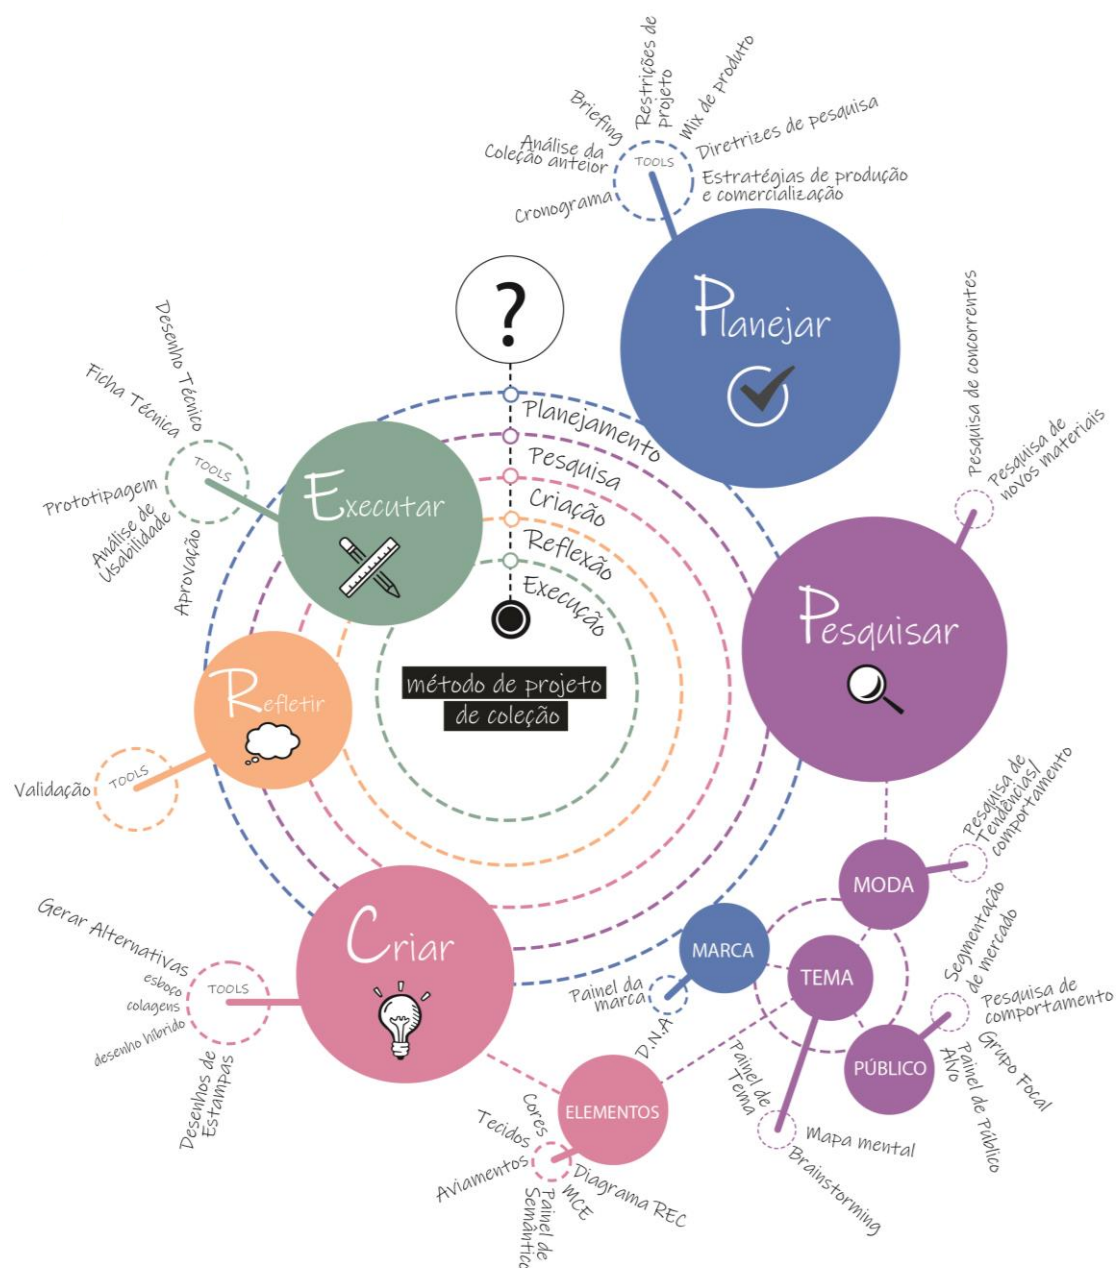 Restrições de
projeto
Briefing
Mix de produto
Análise da
Coleção anteior
Diretrizes de pesquisa
TOOLS
Cronograma
Estratégias de produção
e comercialização
Planejar
?
Pesquisa de concorrentes
Pesquisa de
novos materiais
Desenho Técnico
Ficha Técnica
TOOLS
Prototipagem
Análise de
Usabilidade
Aprovação
Executar
Planejamento
Pesquisa
Criação
Reflexão
Execução
Pesquisar
método de projeto
de coleção
Refletir
TOOLS
Validação
Pesquisa de
Tendências/
comportamento
MODA
Gerar Alternativas
esboço
colagens
desenho híbrido
Desenhos de
Estampas
TOOLS
Criar
MARCA
Painel da
marca
D.N.A
TEMA
Segmentação
de mercado
Pesquisa de
comportamento
Grupo Focal
Painel de Público
Alvo
PÚBLICO
Painel de
Tema
Mapa mental
Brainstorming
ELEMENTOS
Cores
Tecidos
Aviamentos
Painel de
Semântico
MCE
Diagrama REC